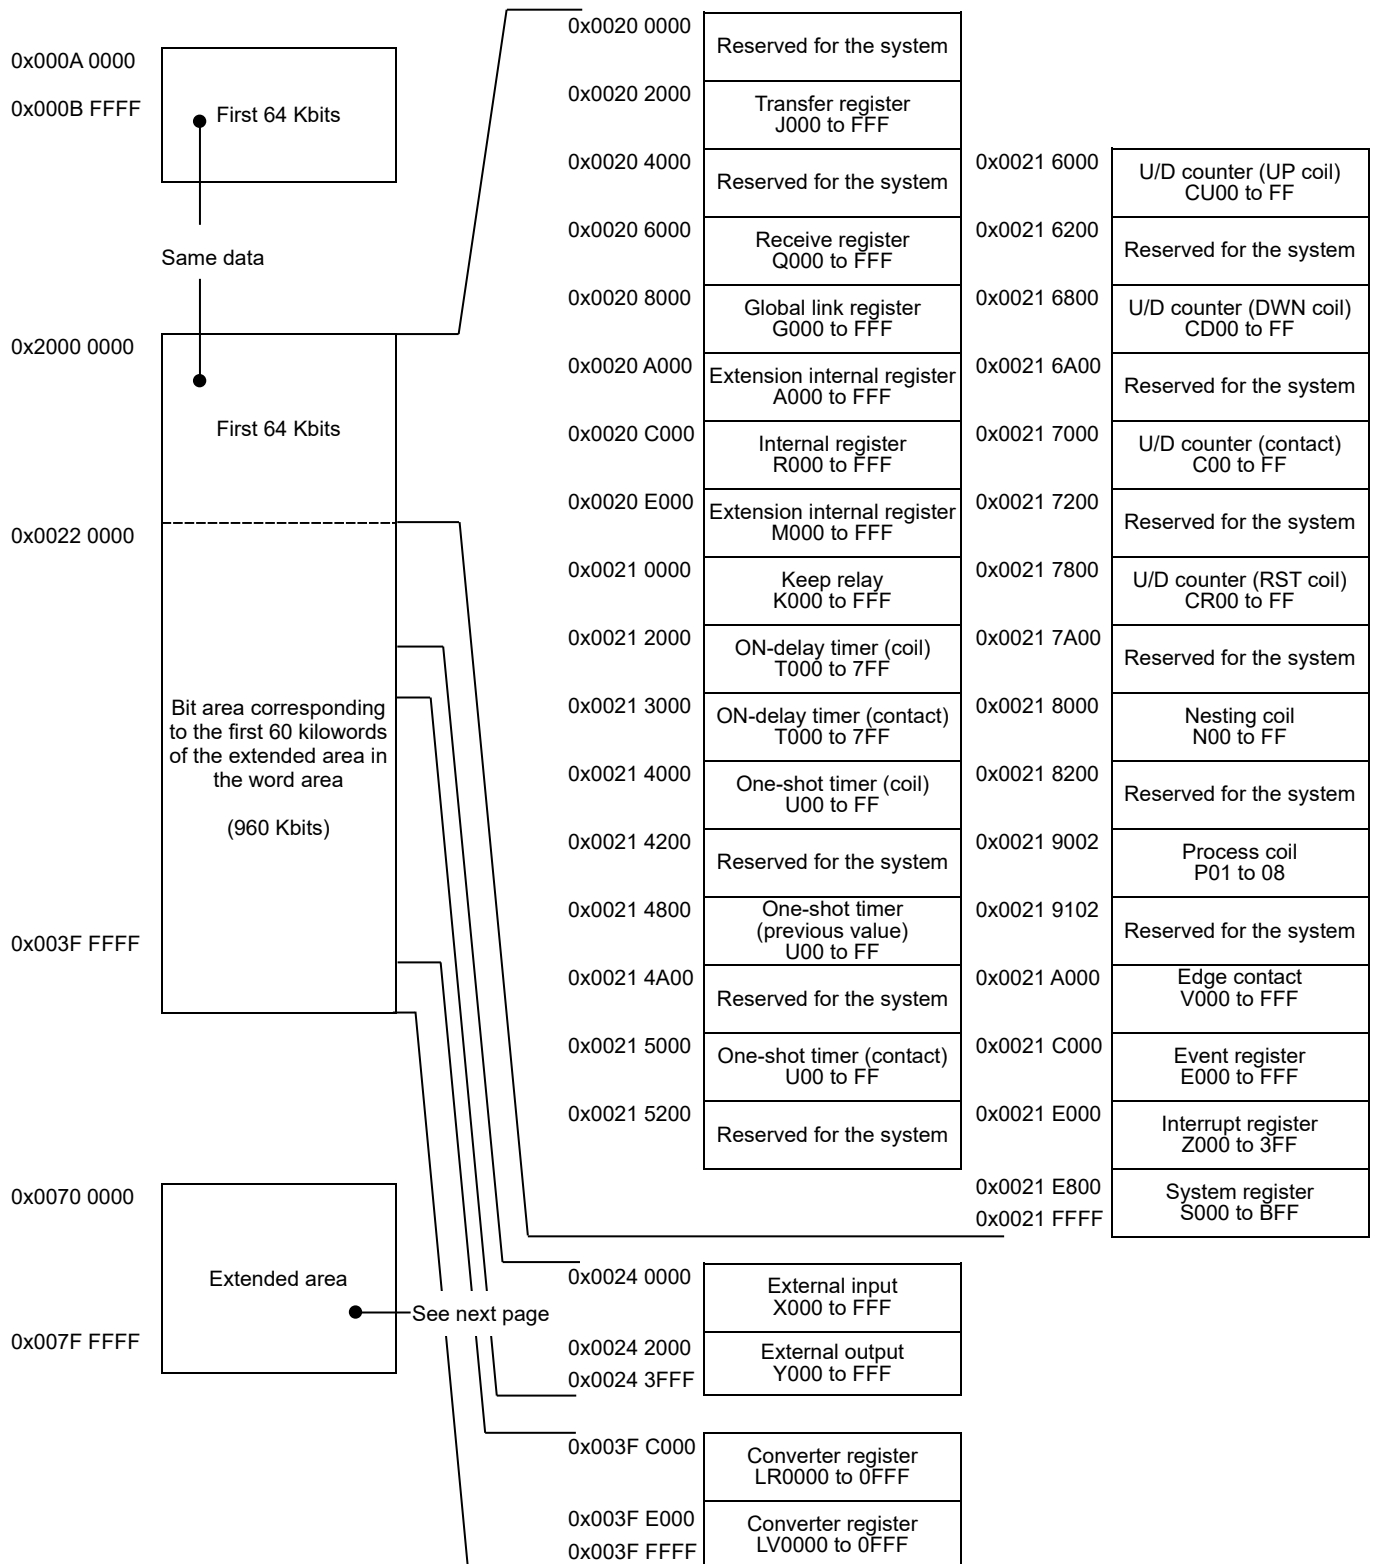 0x000A 0000
0x000B FFFF
First 64 Kbits
Same data
0x2000 0000
First 64 Kbits
0x0022 0000
Bit area corresponding
to the first 60 kilowords
of the extended area in
the word area
(960 Kbits)
0x003F FFFF
0x0070 0000
Extended area
See next page
0x007F FFFF
0x0020 0000
Reserved for the system
0x0020 2000
Transfer register
J000 to FFF
0x0020 4000
Reserved for the system
0x0020 6000
Receive register
Q000 to FFF
0x0020 8000
Global link register
G000 to FFF
0x0020 A000
Extension internal register
A000 to FFF
0x0020 C000
Internal register
R000 to FFF
0x0020 E000
Extension internal register
M000 to FFF
0x0021 0000
Keep relay
K000 to FFF
0x0021 2000
ON-delay timer (coil)
T000 to 7FF
0x0021 3000
ON-delay timer (contact)
T000 to 7FF
0x0021 4000
One-shot timer (coil)
U00 to FF
0x0021 4200
Reserved for the system
0x0021 4800
One-shot timer
(previous value)
U00 to FF
0x0021 4A00
Reserved for the system
0x0021 5000
One-shot timer (contact)
U00 to FF
0x0021 5200
Reserved for the system
0x0021 6000
U/D counter (UP coil)
CU00 to FF
0x0021 6200
Reserved for the system
0x0021 6800
U/D counter (DWN coil)
CD00 to FF
0x0021 6A00
Reserved for the system
0x0021 7000
U/D counter (contact)
C00 to FF
0x0021 7200
Reserved for the system
0x0021 7800
U/D counter (RST coil)
CR00 to FF
0x0021 7A00
Reserved for the system
0x0021 8000
Nesting coil
N00 to FF
0x0021 8200
Reserved for the system
0x0021 9002
Process coil
P01 to 08
0x0021 9102
Reserved for the system
0x0021 A000
Edge contact
V000 to FFF
0x0021 C000
Event register
E000 to FFF
0x0021 E000
Interrupt register
Z000 to 3FF
0x0021 E800
System register
S000 to BFF
0x0021 FFFF
0x0024 0000
External input
X000 to FFF
0x0024 2000
External output
Y000 to FFF
0x0024 3FFF
0x003F C000
Converter register
LR0000 to 0FFF
0x003F E000
Converter register
LV0000 to 0FFF
0x003F FFFF